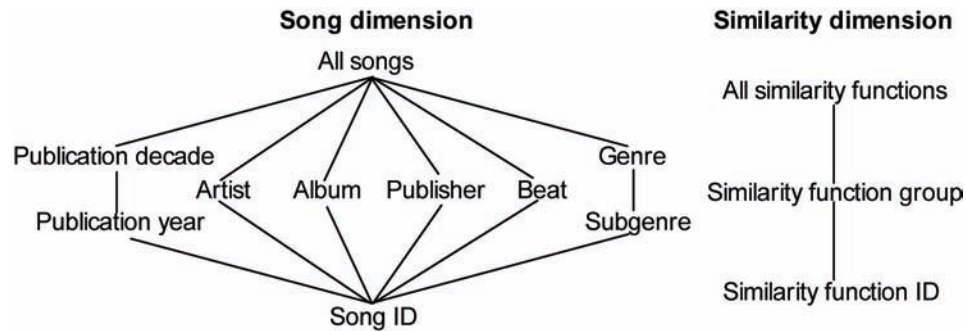 Song dimension
All songs
Publication decade
Genre
Artist
Album
Publisher
Beat
Publication year
Subgenre
Song ID
Similarity dimension
All similarity functions
Similarity function group
Similarity function ID